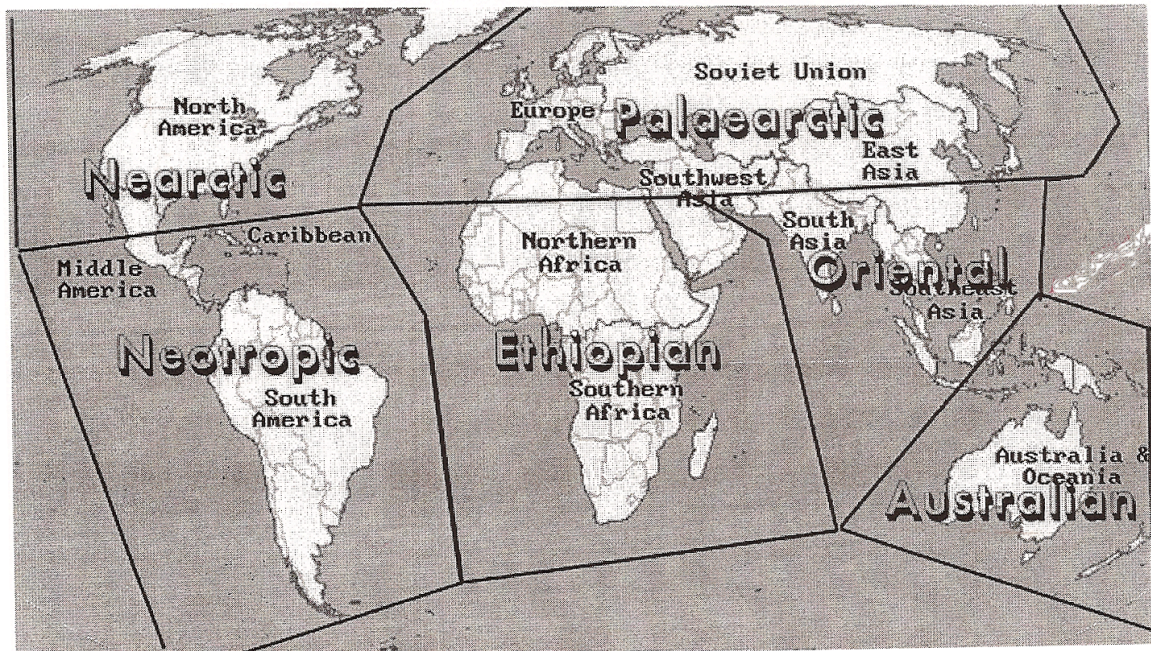 Soviet Union
North
America
Europe
Palaearctic
East
Asia
Nearctic
Southwest
Asia
South
Asia
Caribbean
Northern
Africa
Middle
America
Oriental
Southeast
Asia
Neotropic
Ethiopian
South
America
Southern
Africa
Australia &
Oceania
Australian